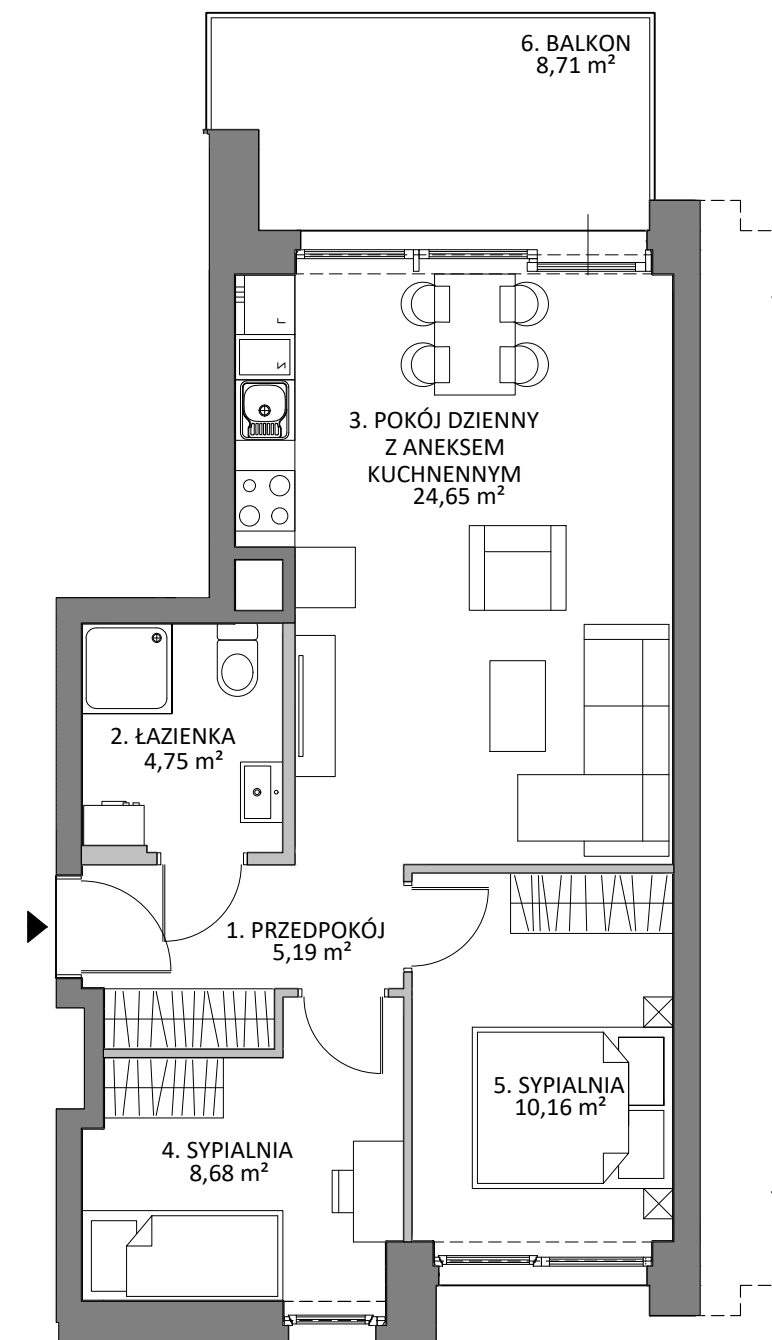 6. BALKON
8,71 m²
3. POKÓJ DZIENNY
Z ANEKSEM
KUCHNENNYM
24,65 m²
2. ŁAZIENKA
4,75 m²
1. PRZEDPOKÓJ
5,19 m²
5. SYPIALNIA
10,16 m²
4. SYPIALNIA
8,68 m²